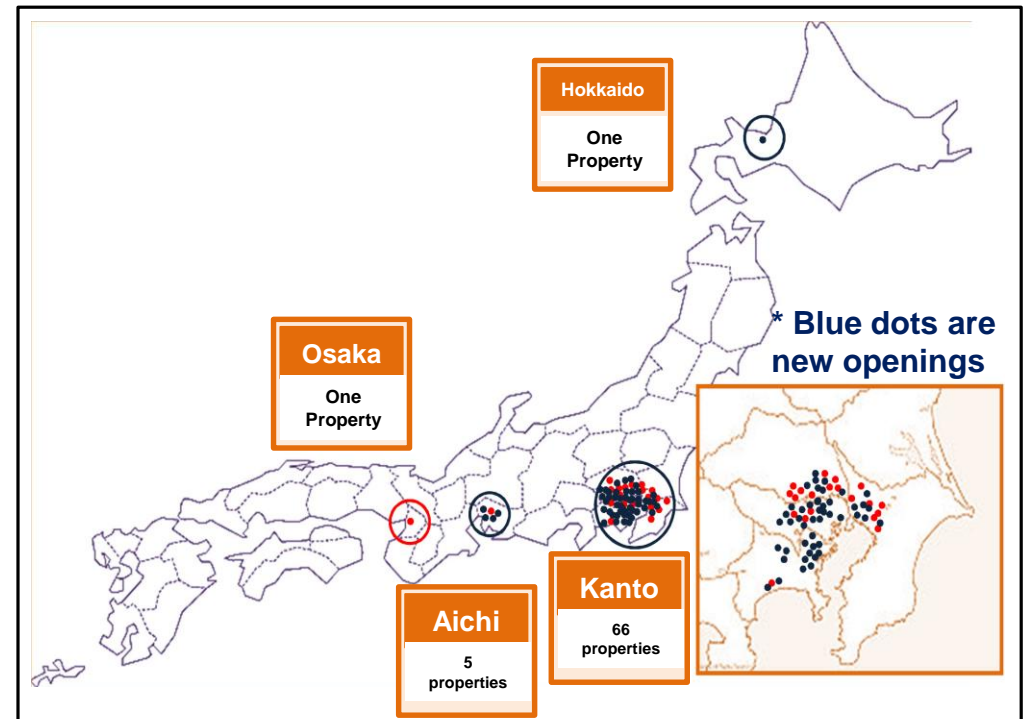 Hokkaido
One
Property
* Blue dots are
new openings
Osaka
One
Property
Aichi
5
properties
Kanto
66
properties